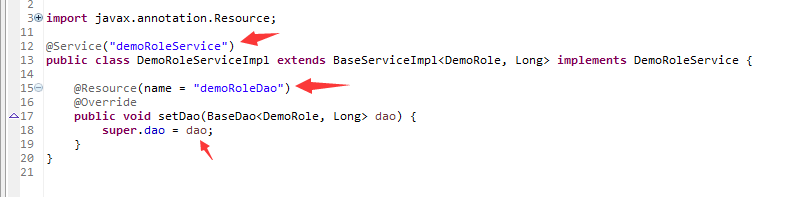 2
3 import javax.annotation.Resource;
11
12 @Service("demoRoleService")
13 public class DemoRoleServiceImpl extends BaseServiceImpl<DemoRole, Long> implements DemoRoleService {
14
15 @Resource(name = "demoRoleDao")
16 @Override
17 public void setDao(BaseDao<DemoRole, Long> dao) {
18 super.dao = dao;
19 }
20 }
21